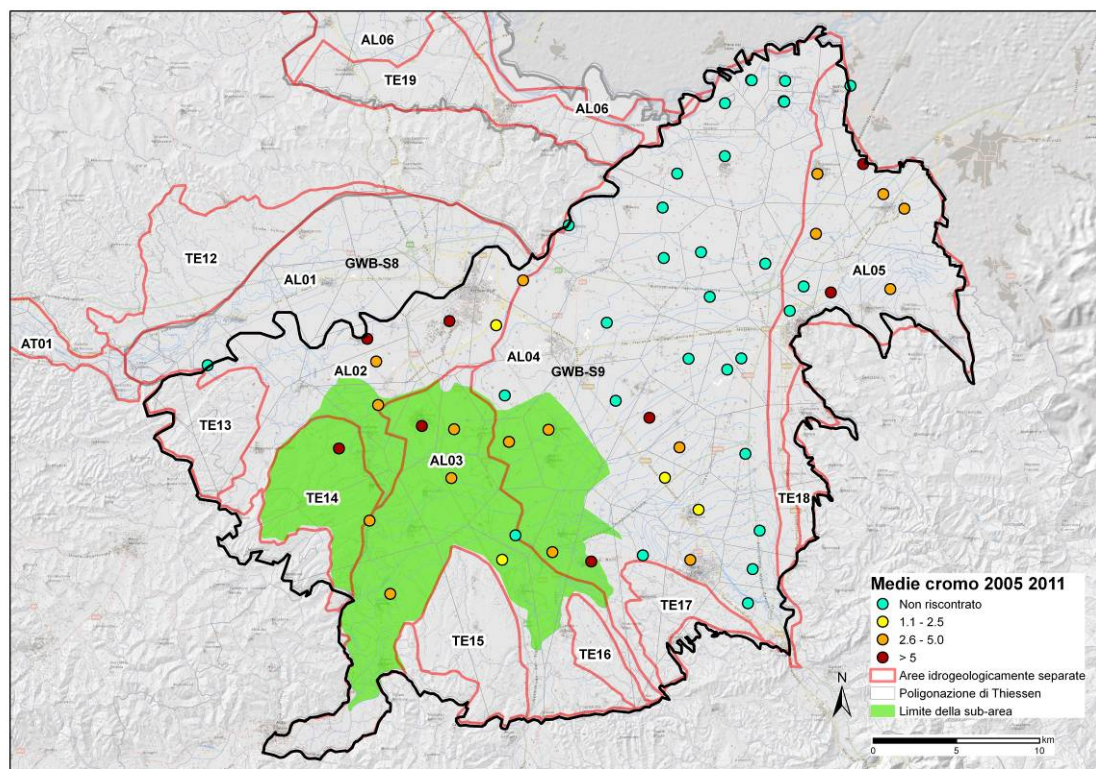 AL06
TE19
AL06
TE12
AL01
GWB-S8
AL05
AT01
AL04
AL02
GWB-S9
TE13
AL03
TE14
TE18
TE17
TE15
TE16
Medie cromo 2005 2011
Non riscontrato
1.1 - 2.5
2.6 - 5.0
> 5
Aree idrogeologicamente separate
Poligonazione di Thiessen
Limite della sub-area
N
km
0 5 10